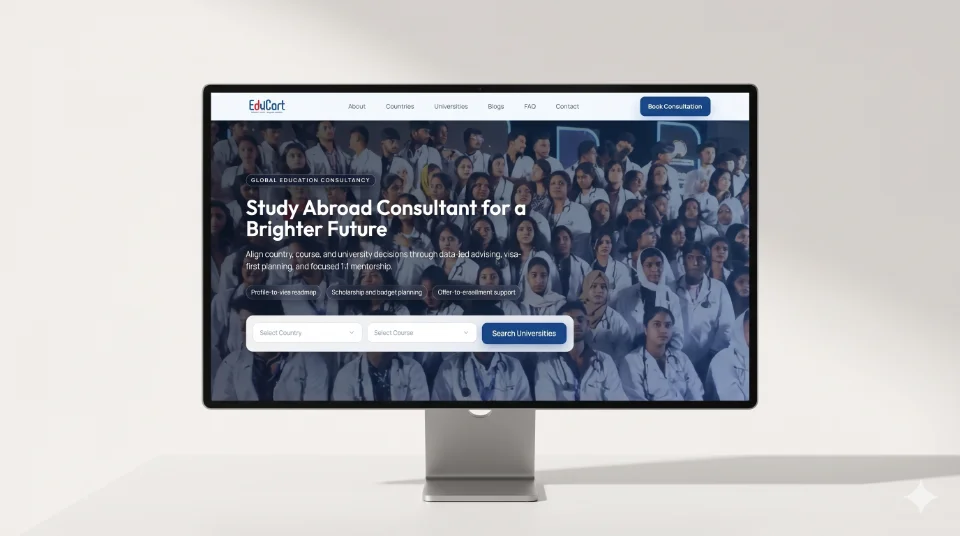 EduCart
About
Countries
Universities
Blogs
FAQ
Contact
Book Consultation
GLOBAL EDUCATION CONSULTANCY
Study Abroad Consultant for a
Brighter Future
Align country, course, and university decisions through data-led advising, visa-
first planning, and focused 1:1 mentorship.
Profile-to-visa roadmap
Scholarship and badget planning
Offer-to-enrollment support
Select Country
Select Course
Search Universities